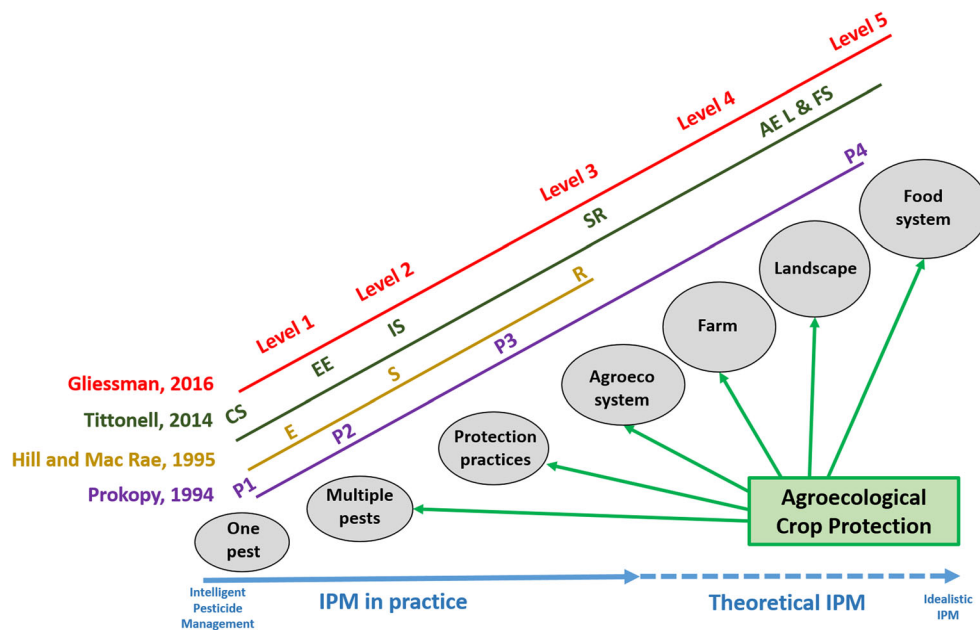 Level 5
Level 4
AE L & FS
Level 3
P4
Food
system
SR
Level 2
Landscape
R
Level 1
IS
P3
Farm
EE
S
Gliessman, 2016
Agroeco
system
Tittonell, 2014
CS
E
P2
Protection
practices
Hill and Mac Rae, 1995
Prokopy, 1994
P1
Multiple
pests
Agroecological
Crop Protection
One
pest
Intelligent
Pesticide
Management
IPM in practice
Theoretical IPM
Idealistic
IPM